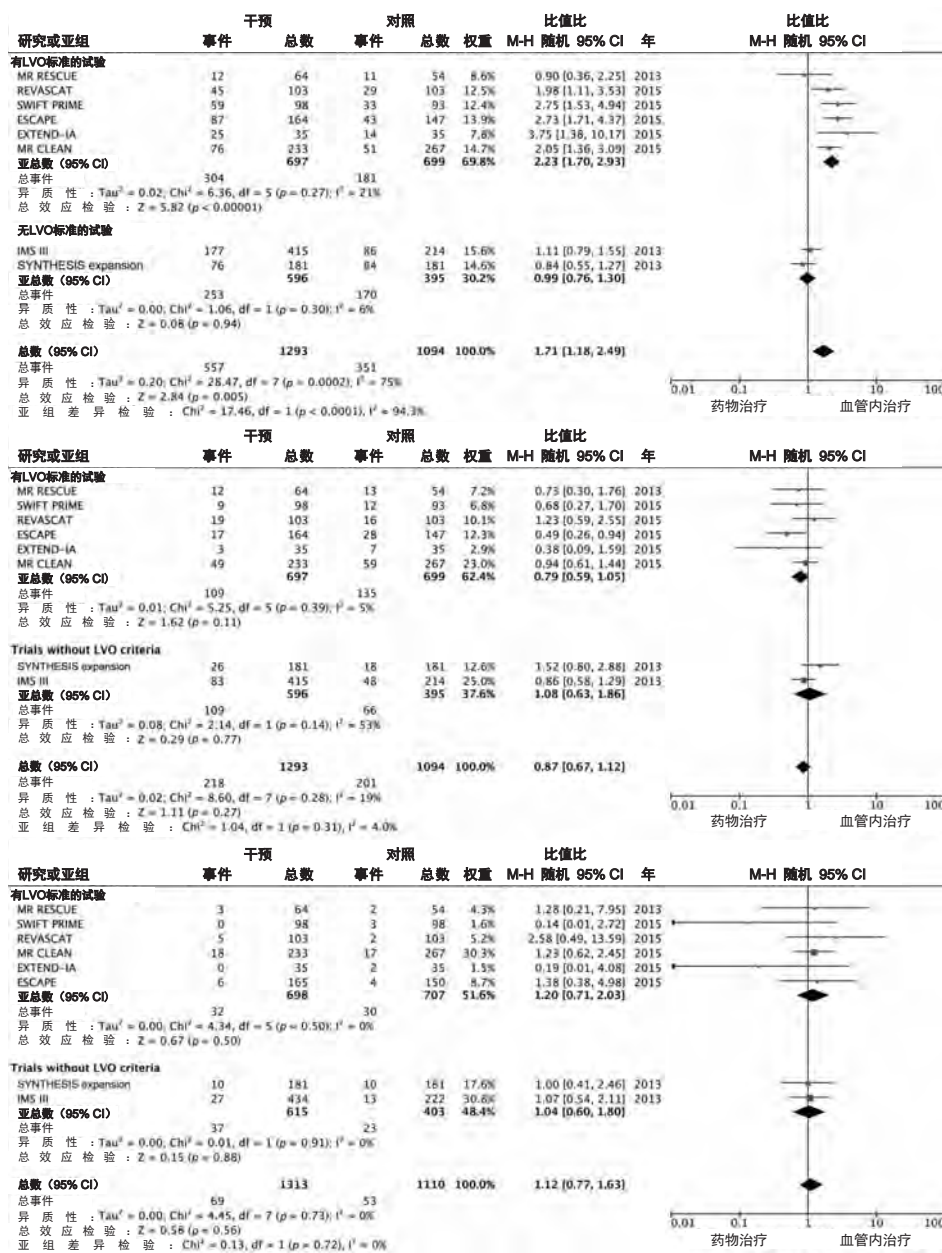 干预 对照 比值比 比值比
研究或亚组 事件 总数 事件 总数 权重 M-H 随机 95% CI 年 M-H 随机 95% CI
有LVO标准的试验
MR RESCUE 12 64 11 54 8.6% 0.90 [0.36, 2.25] 2013
REVASCAT 45 103 29 103 12.5% 1.98 [1.11, 3.53] 2015
SWIFT PRIME 59 98 33 93 12.4% 2.75 [1.53, 4.94] 2015
ESCAPE 87 164 43 147 13.9% 2.73 [1.71, 4.37] 2015
EXTEND-IA 25 35 14 35 7.8% 3.75 [1.38, 10.17] 2015
MR CLEAN 76 233 51 267 14.7% 2.05 [1.36, 3.09] 2015
亚总数 (95% CI) 697 699 69.8% 2.23 [1.70, 2.93]
总事件 304 181
异 质 性 : Tau² = 0.02; Chi² = 6.36, df = 5 (p = 0.27); I² = 21%
总 效 应 检 验 : Z = 5.82 (p < 0.00001)
无LVO标准的试验
IMS III 177 415 86 214 15.6% 1.11 [0.79, 1.55] 2013
SYNTHESIS expansion 76 181 84 181 14.6% 0.84 [0.55, 1.27] 2013
亚总数 (95% CI) 596 395 30.2% 0.99 [0.76, 1.30]
总事件 253 170
异 质 性 : Tau² = 0.00; Chi² = 1.06, df = 1 (p = 0.30); I² = 6%
总 效 应 检 验 : Z = 0.08 (p = 0.94)
总数 (95% CI) 1293 1094 100.0% 1.71 [1.18, 2.49]
总事件 557 351
异 质 性 : Tau² = 0.20; Chi² = 28.47, df = 7 (p = 0.0002); I² = 75%
总 效 应 检 验 : Z = 2.84 (p = 0.005)
亚 组 差 异 检 验 : Chi² = 17.46, df = 1 (p < 0.0001), I² = 94.3%
0.01 0.1 1 10 100
药物治疗 血管内治疗
干预 对照 比值比 比值比
研究或亚组 事件 总数 事件 总数 权重 M-H 随机 95% CI 年 M-H 随机 95% CI
有LVO标准的试验
MR RESCUE 12 64 13 54 7.2% 0.73 [0.30, 1.76] 2013
SWIFT PRIME 9 98 12 93 6.8% 0.68 [0.27, 1.70] 2015
REVASCAT 19 103 16 103 10.1% 1.23 [0.59, 2.55] 2015
ESCAPE 17 164 28 147 12.3% 0.49 [0.26, 0.94] 2015
EXTEND-IA 3 35 7 35 2.9% 0.38 [0.09, 1.59] 2015
MR CLEAN 49 233 59 267 23.0% 0.94 [0.61, 1.44] 2015
亚总数 (95% CI) 697 699 62.4% 0.79 [0.59, 1.05]
总事件 109 135
异 质 性 : Tau² = 0.01; Chi² = 5.25, df = 5 (p = 0.39); I² = 5%
总 效 应 检 验 : Z = 1.62 (p = 0.11)
Trials without LVO criteria
SYNTHESIS expansion 26 181 18 181 12.6% 1.52 [0.80, 2.88] 2013
IMS III 83 415 48 214 25.0% 0.86 [0.58, 1.29] 2013
亚总数 (95% CI) 596 395 37.6% 1.08 [0.63, 1.86]
总事件 109 66
异 质 性 : Tau² = 0.08; Chi² = 2.14, df = 1 (p = 0.14); I² = 53%
总 效 应 检 验 : Z = 0.29 (p = 0.77)
总数 (95% CI) 1293 1094 100.0% 0.87 [0.67, 1.12]
总事件 218 201
异 质 性 : Tau² = 0.02; Chi² = 8.60, df = 7 (p = 0.28); I² = 19%
总 效 应 检 验 : Z = 1.11 (p = 0.27)
亚 组 差 异 检 验 : Chi² = 1.04, df = 1 (p = 0.31), I² = 4.0%
0.01 0.1 1 10 100
药物治疗 血管内治疗
干预 对照 比值比 比值比
研究或亚组 事件 总数 事件 总数 权重 M-H 随机 95% CI 年 M-H 随机 95% CI
有LVO标准的试验
MR RESCUE 3 64 2 54 4.3% 1.28 [0.21, 7.95] 2013
SWIFT PRIME 0 98 3 98 1.6% 0.14 [0.01, 2.72] 2015
REVASCAT 5 103 2 103 5.2% 2.58 [0.49, 13.59] 2015
MR CLEAN 18 233 17 267 30.3% 1.23 [0.62, 2.45] 2015
EXTEND-IA 0 35 2 35 1.5% 0.19 [0.01, 4.08] 2015
ESCAPE 6 165 4 150 8.7% 1.38 [0.38, 4.98] 2015
亚总数 (95% CI) 698 707 51.6% 1.20 [0.71, 2.03]
总事件 32 30
异 质 性 : Tau² = 0.00; Chi² = 4.34, df = 5 (p = 0.50); I² = 0%
总 效 应 检 验 : Z = 0.67 (p = 0.50)
Trials without LVO criteria
SYNTHESIS expansion 10 181 10 181 17.6% 1.00 [0.41, 2.46] 2013
IMS III 27 434 13 222 30.8% 1.07 [0.54, 2.11] 2013
亚总数 (95% CI) 615 403 48.4% 1.04 [0.60, 1.80]
总事件 37 23
异 质 性 : Tau² = 0.00; Chi² = 0.01, df = 1 (p = 0.91); I² = 0%
总 效 应 检 验 : Z = 0.15 (p = 0.88)
总数 (95% CI) 1313 1110 100.0% 1.12 [0.77, 1.63]
总事件 69 53
异 质 性 : Tau² = 0.00; Chi² = 4.45, df = 7 (p = 0.73); I² = 0%
总 效 应 检 验 : Z = 0.58 (p = 0.56)
亚 组 差 异 检 验 : Chi² = 0.13, df = 1 (p = 0.72), I² = 0%
0.01 0.1 1 10 100
药物治疗 血管内治疗